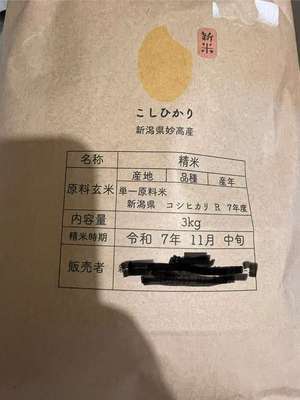 新米
こしひかり
新潟県妙高産
名称 精米
原料玄米 産地 品種 産年
単一原料米
新潟県 コシヒカリ R 7年度
内容量 3kg
精米時期 令和 7年 11月 中旬
販売者